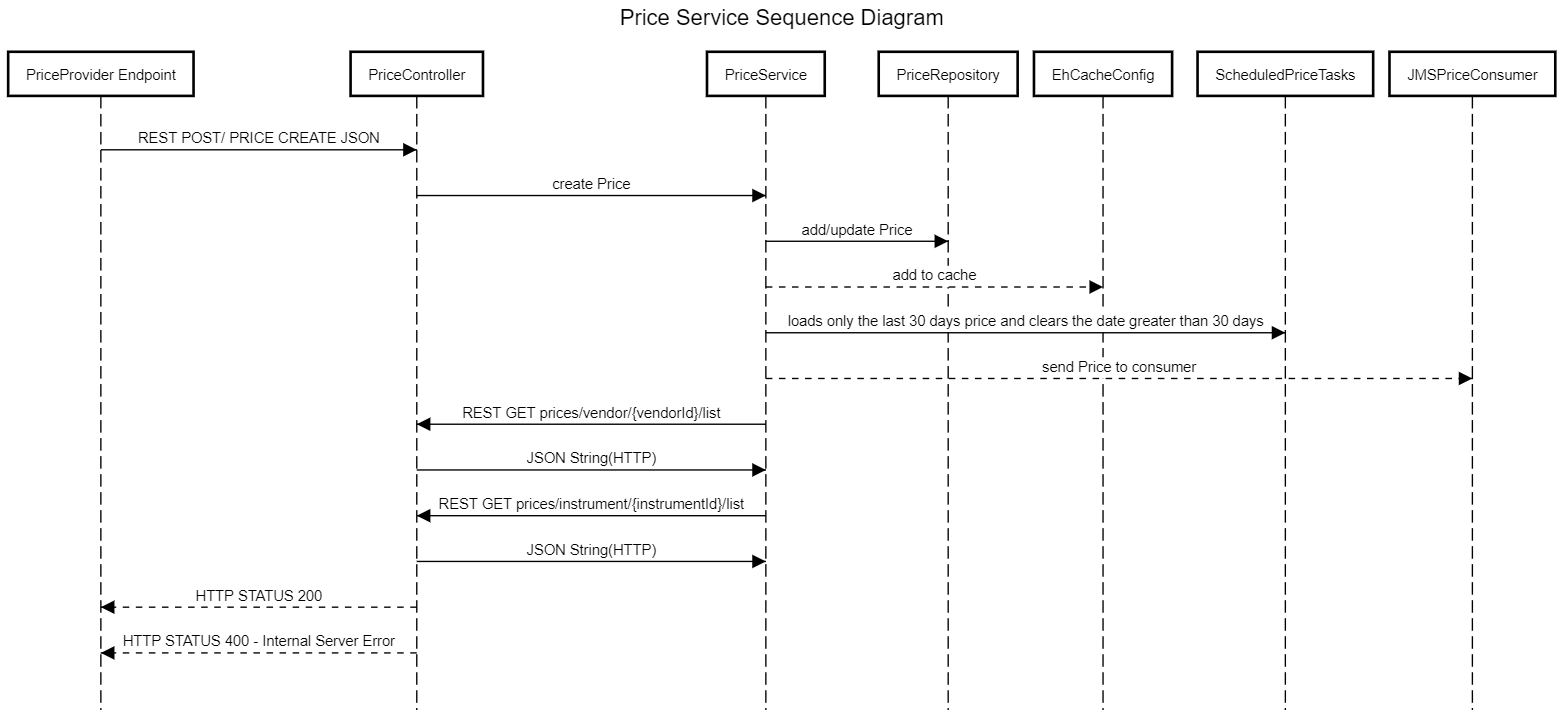 Price Service Sequence Diagram
PriceProvider Endpoint
PriceController
PriceService
PriceRepository
EhCacheConfig
ScheduledPriceTasks
JMSPriceConsumer
REST POST/ PRICE CREATE JSON
create Price
add/update Price
add to cache
loads only the last 30 days price and clears the date greater than 30 days
send Price to consumer
REST GET prices/vendor/{vendorId}/list
JSON String(HTTP)
REST GET prices/instrument/{instrumentId}/list
JSON String(HTTP)
HTTP STATUS 200
HTTP STATUS 400 - Internal Server Error